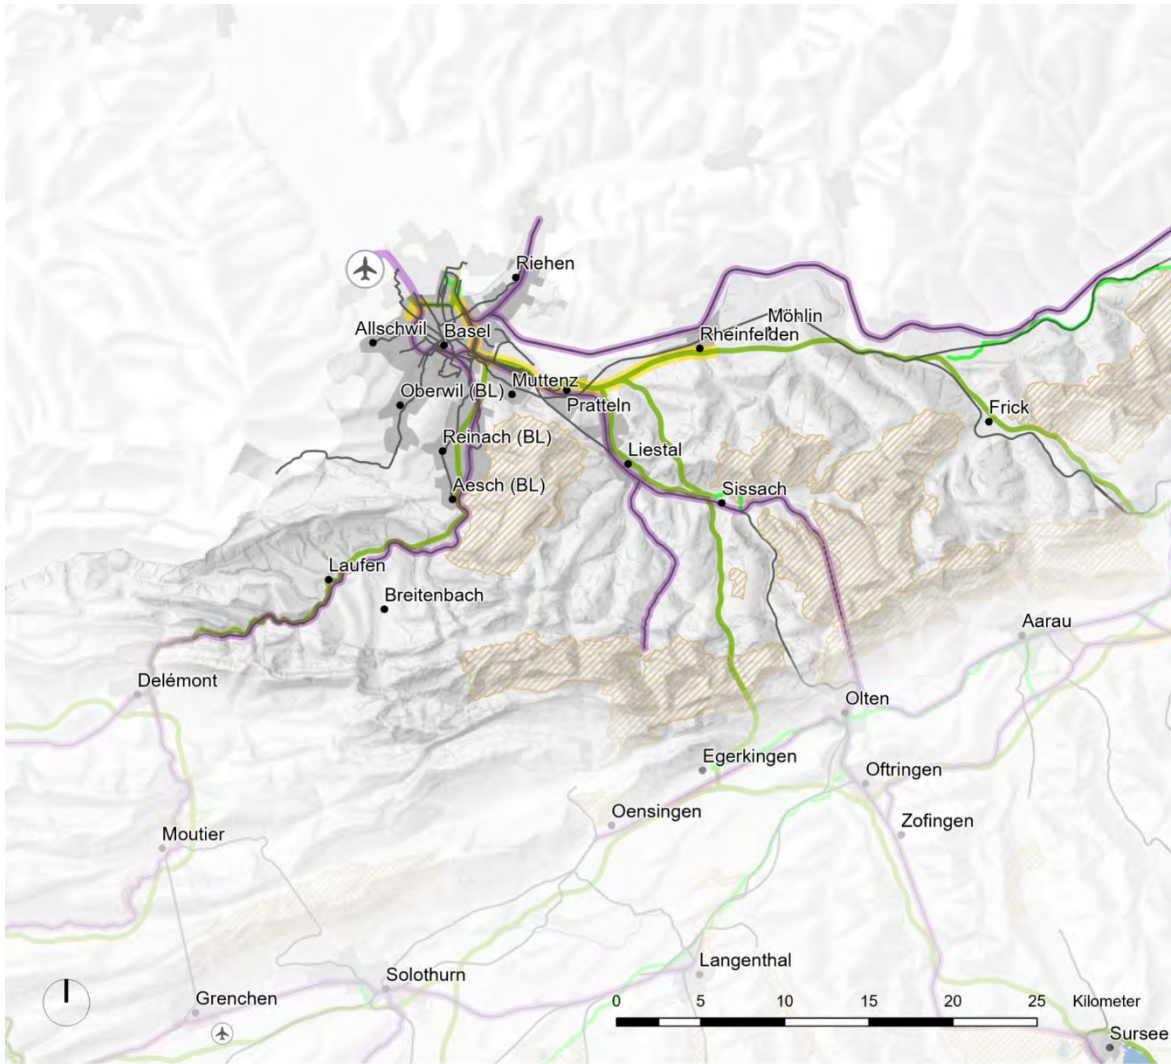 Riehen
Allschwil
Basel
Möhlin
Rheinfelden
Oberwil (BL)
Muttenz
Pratteln
Frick
Reinach (BL)
Liestal
Aesch (BL)
Sissach
Laufen
Breitenbach
Aarau
Delémont
Olten
Egerkingen
Oftringen
Oensingen
Zofingen
Moutier
Langenthal
Solothurn
Grenchen
0 5 10 15 20 25 Kilometer
Sursee